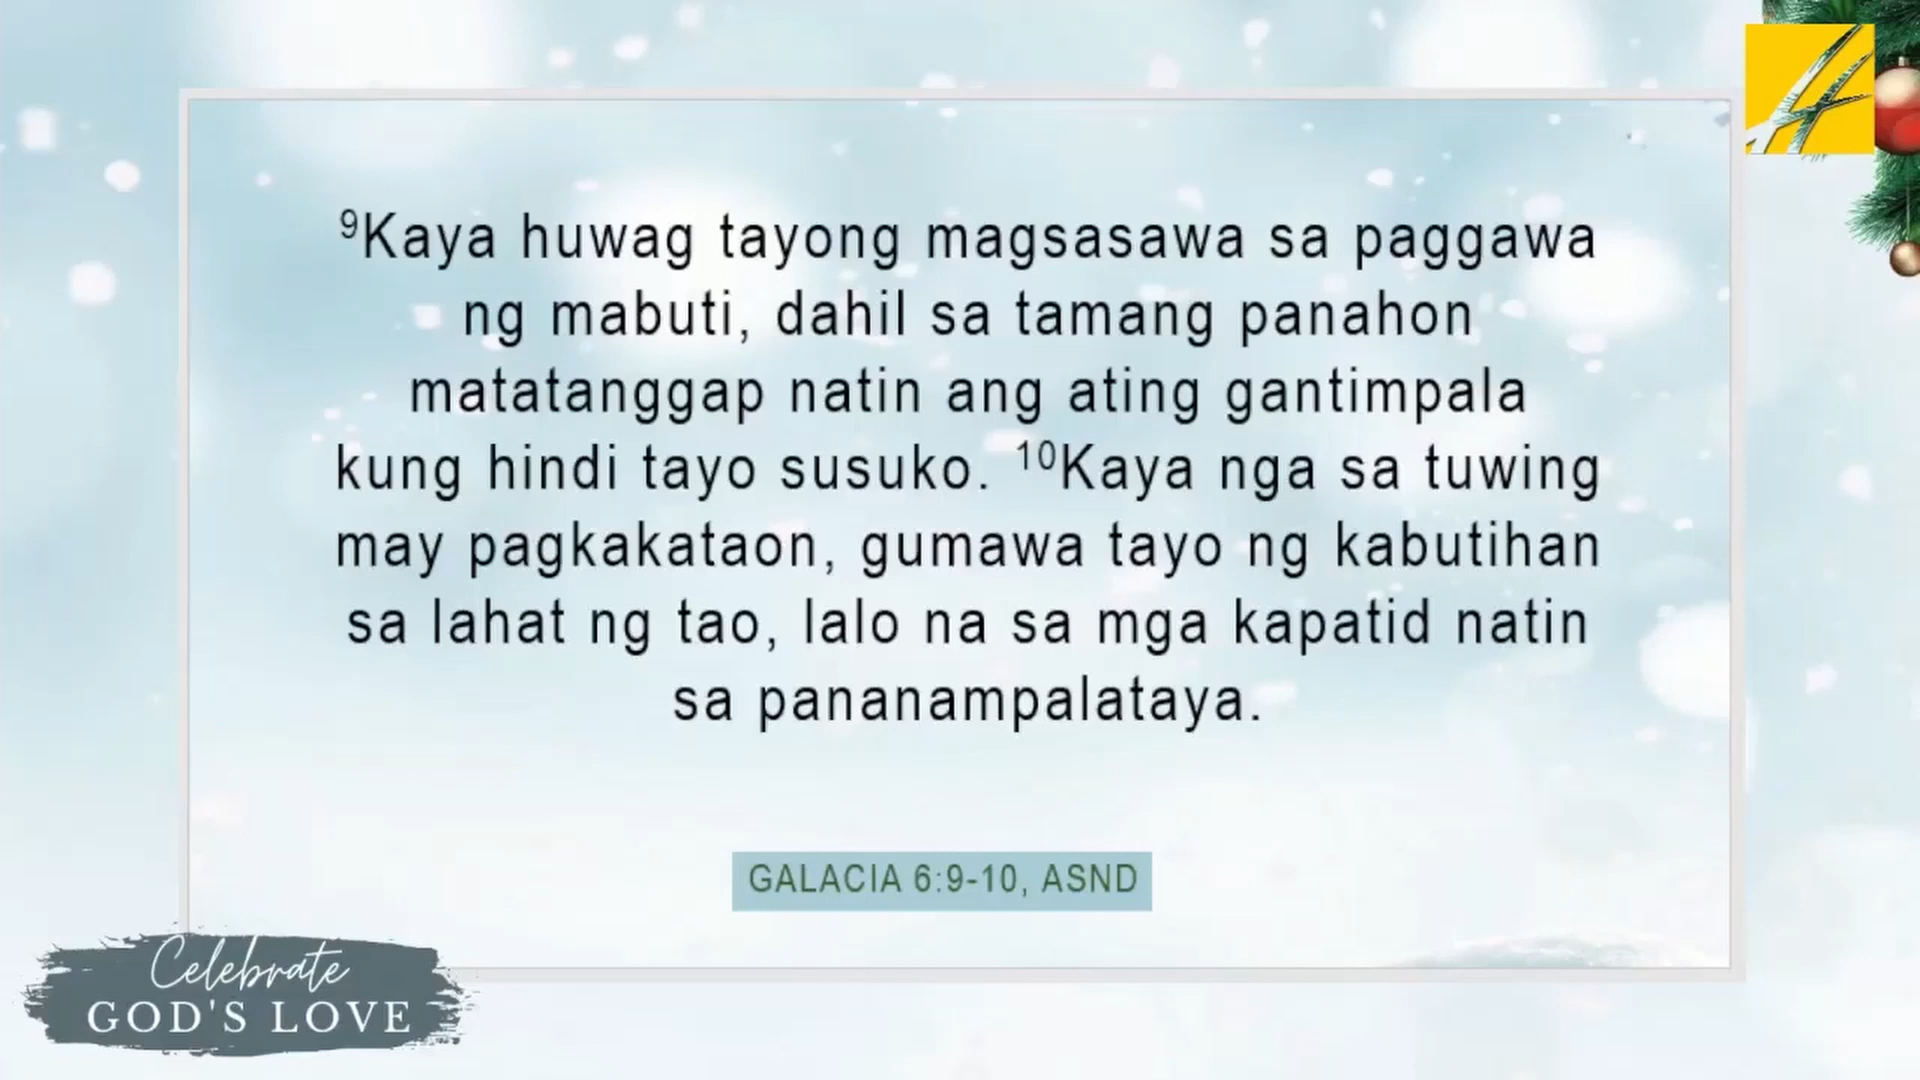 ⁹Kaya huwag tayong magsasawa sa paggawa
ng mabuti, dahil sa tamang panahon
matatanggap natin ang ating gantimpala
kung hindi tayo susuko. ¹⁰Kaya nga sa tuwing
may pagkakataon, gumawa tayo ng kabutihan
sa lahat ng tao, lalo na sa mga kapatid natin
sa pananampalataya.
GALACIA 6:9-10, ASND
Celebrate
GOD'S LOVE